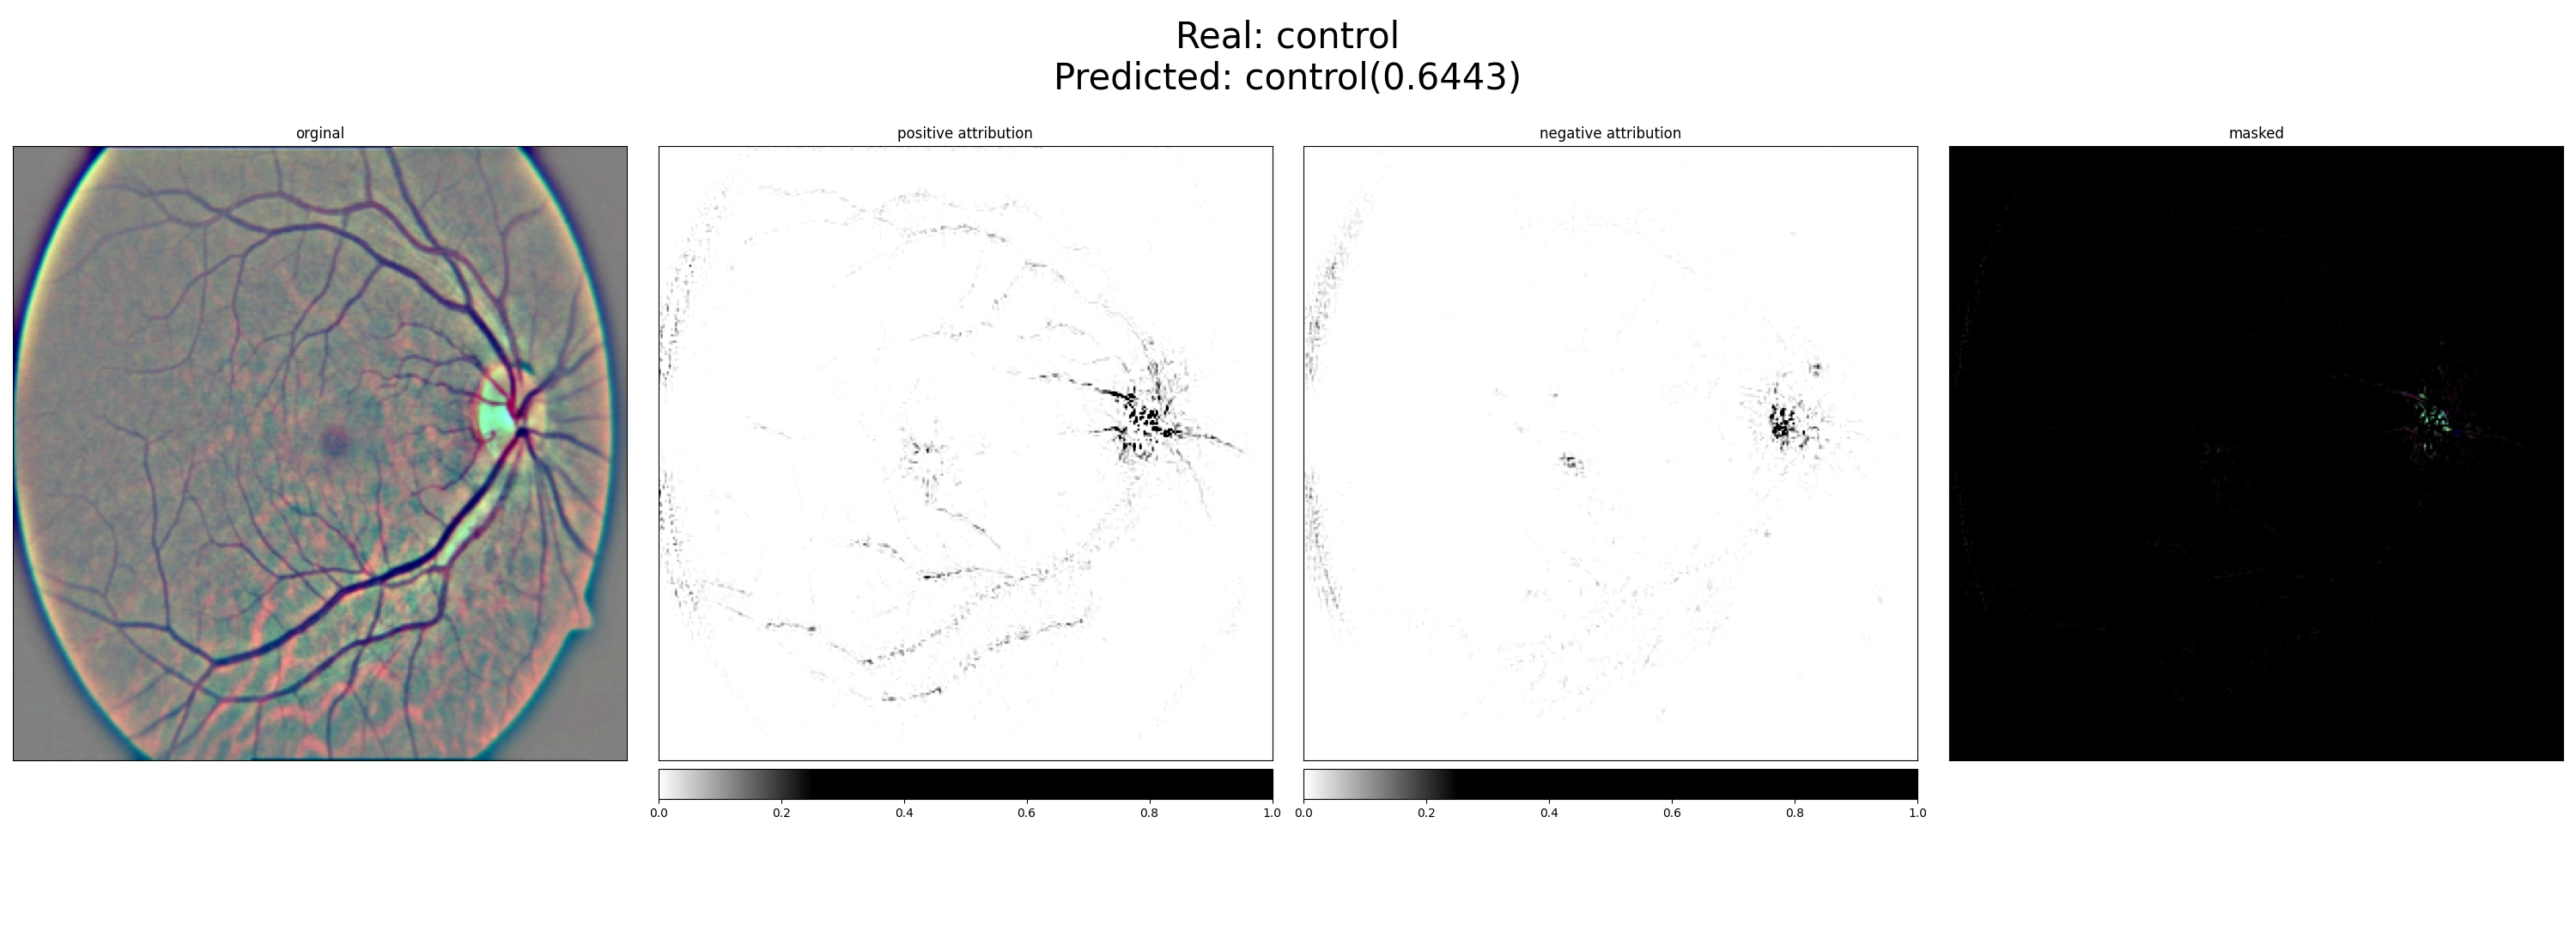 Real: control
Predicted: control(0.6443)
orginal
positive attribution
negative attribution
masked
0.0 0.2 0.4 0.6 0.8 1.0
0.0 0.2 0.4 0.6 0.8 1.0